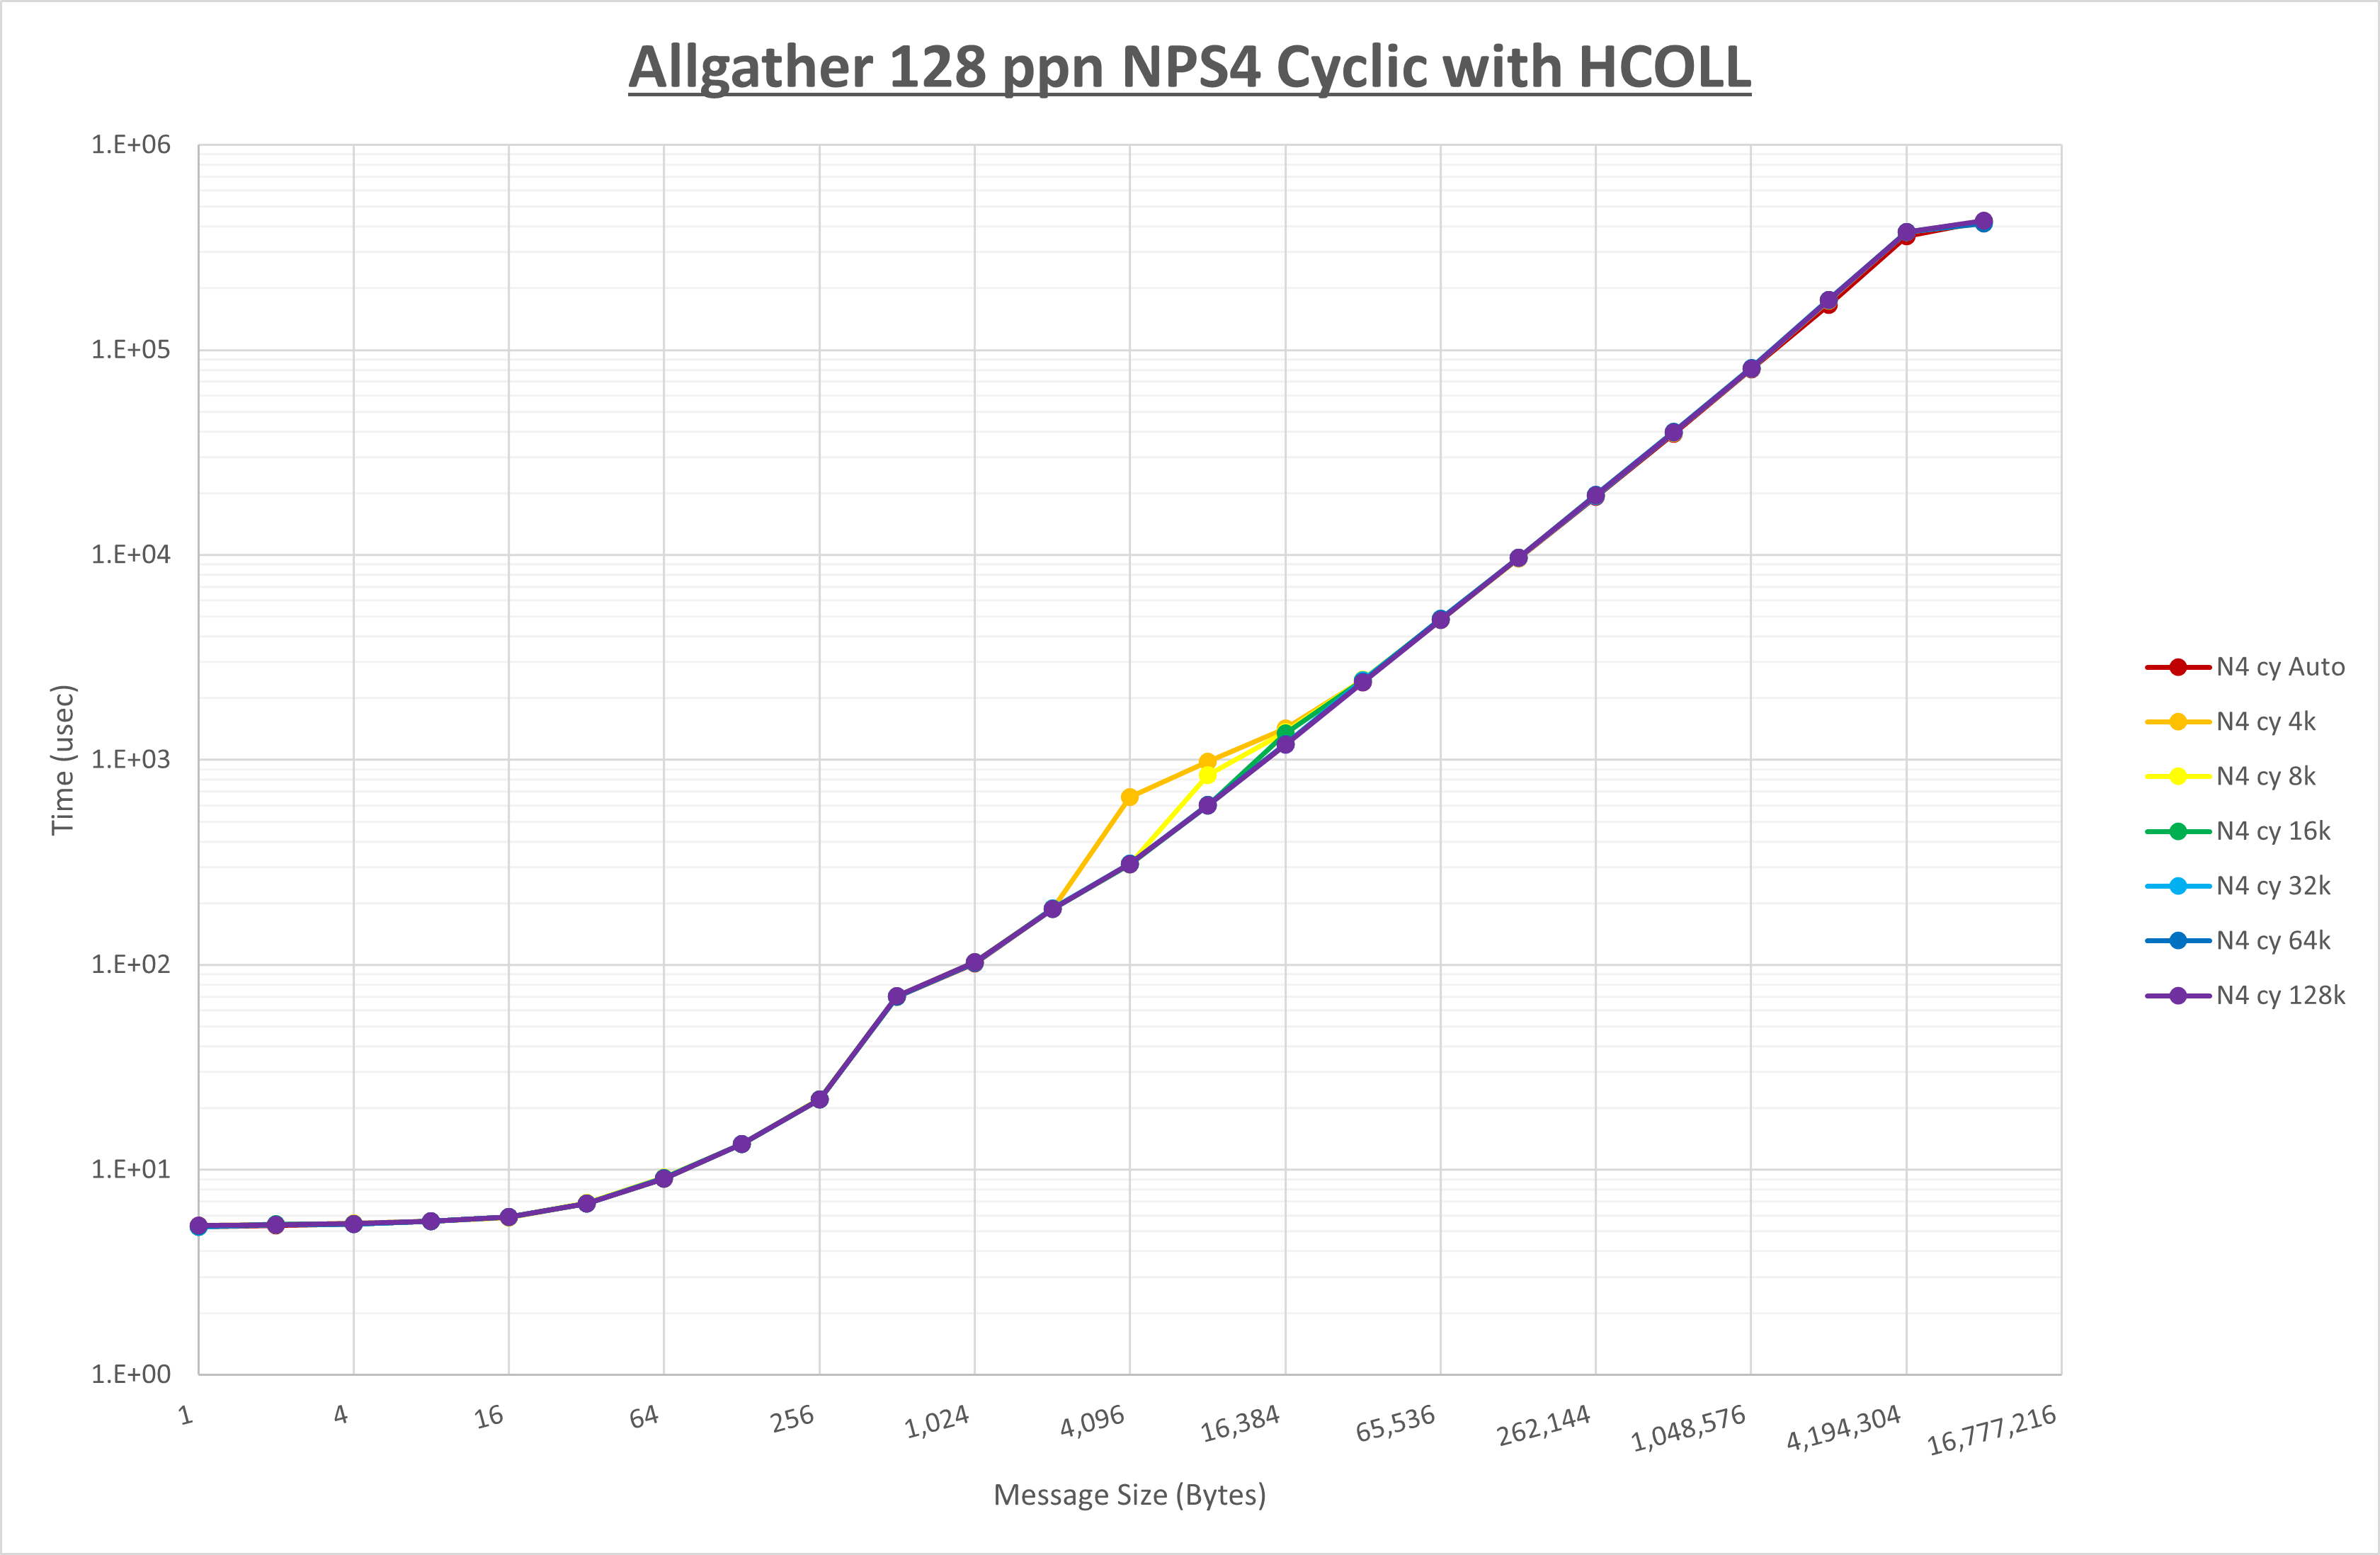 Allgather 128 ppn NPS4 Cyclic with HCOLL
1.E+06
1.E+05
1.E+04
1.E+03
1.E+02
1.E+01
1.E+00
Time (usec)
1 4 16 64 256 1,024 4,096 16,384 65,536 262,144 1,048,576 4,194,304 16,777,216
Message Size (Bytes)
N4 cy Auto
N4 cy 4k
N4 cy 8k
N4 cy 16k
N4 cy 32k
N4 cy 64k
N4 cy 128k